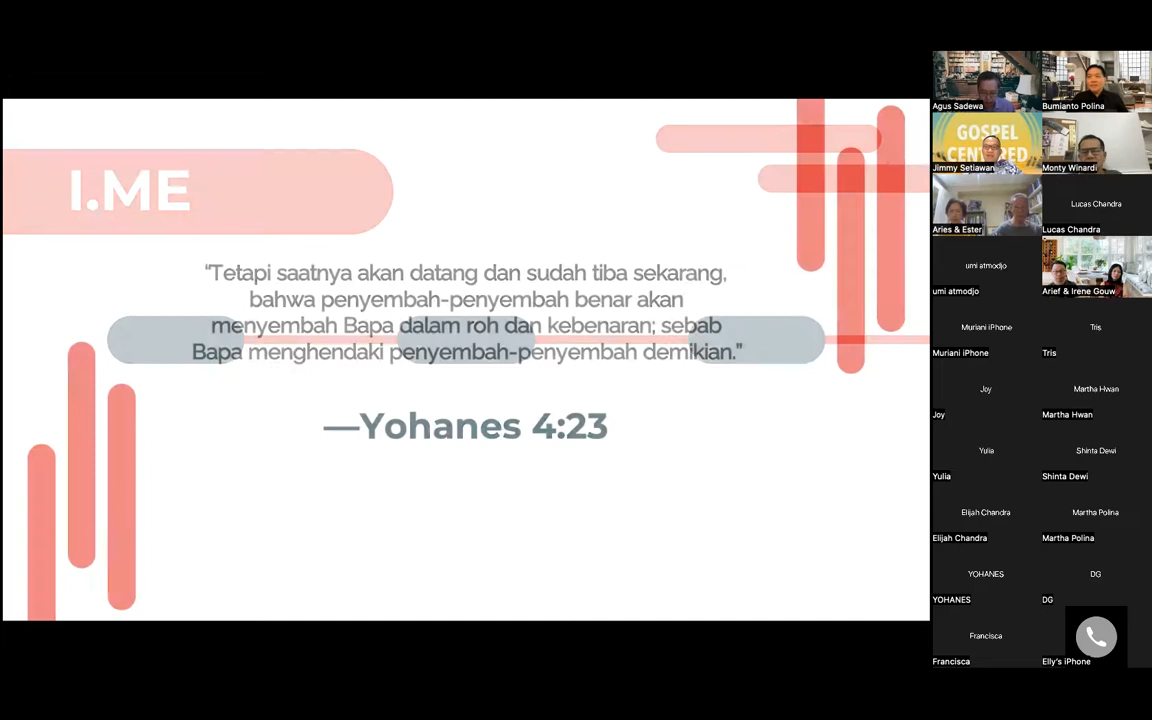 I.ME
“Tetapi saatnya akan datang dan sudah tiba sekarang,
bahwa penyembah-penyembah benar akan
menyembah Bapa dalam roh dan kebenaran; sebab
Bapa menghendaki penyembah-penyembah demikian.”
—Yohanes 4:23
Agus Sadewa
Bumianto Polina
GOSPEL
CENTERED
Jimmy Setiawan
Monty Winardi
Aries & Ester
Lucas Chandra
Lucas Chandra
umi atmodjo
umi atmodjo
Arief & Irene Gouw
Muriani iPhone
Muriani iPhone
Tris
Tris
Joy
Joy
Martha Hwan
Martha Hwan
Yulia
Yulia
Shinta Dewi
Shinta Dewi
Elijah Chandra
Elijah Chandra
Martha Polina
Martha Polina
YOHANES
YOHANES
DG
DG
Francisca
Francisca
Elly's iPhone